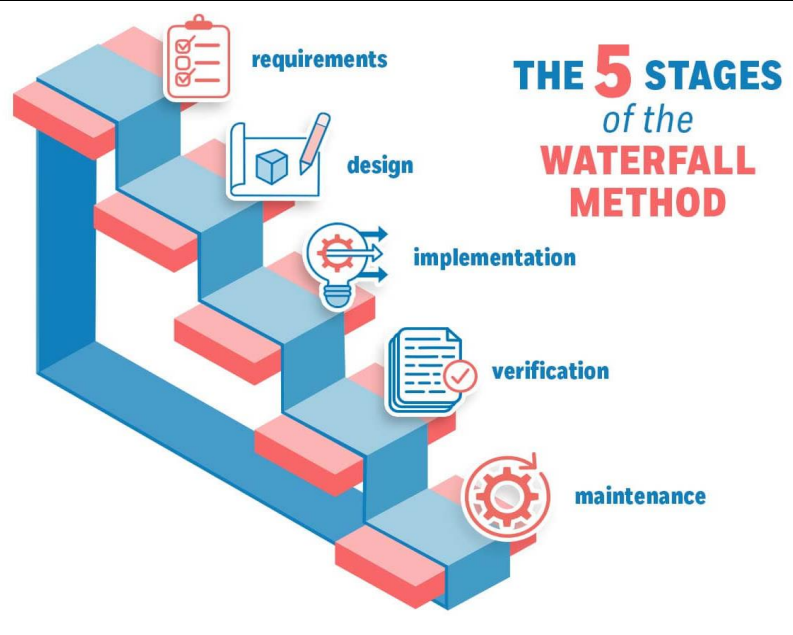 THE 5 STAGES
of the
WATERFALL
METHOD
requirements
design
implementation
verification
maintenance